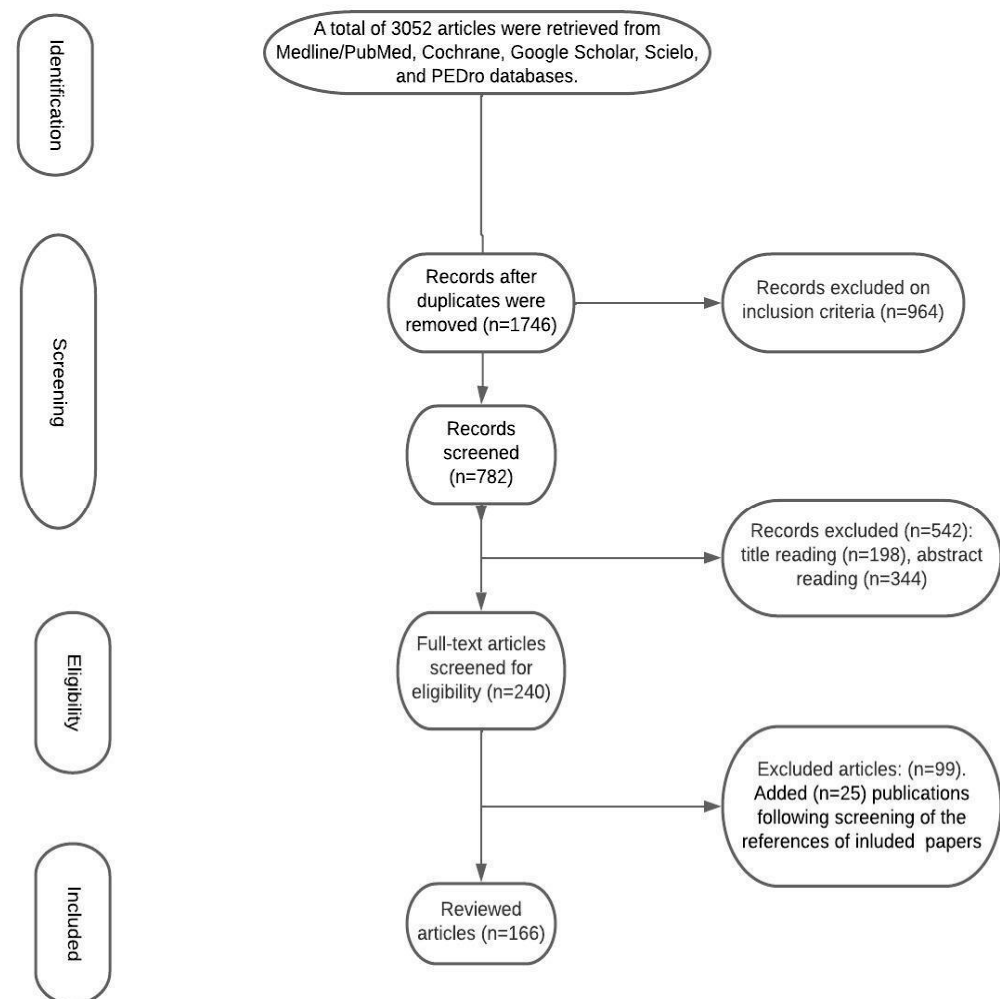 Identification
A total of 3052 articles were retrieved from
Medline/PubMed, Cochrane, Google Scholar, Scielo,
and PEDro databases.
Screening
Records after
duplicates were
removed (n=1746)
Records excluded on
inclusion criteria (n=964)
Records
screened
(n=782)
Records excluded (n=542):
title reading (n=198), abstract
reading (n=344)
Eligibility
Full-text articles
screened for
eligibility (n=240)
Excluded articles: (n=99).
Added (n=25) publications
following screening of the
references of inluded  papers
Included
Reviewed
articles (n=166)